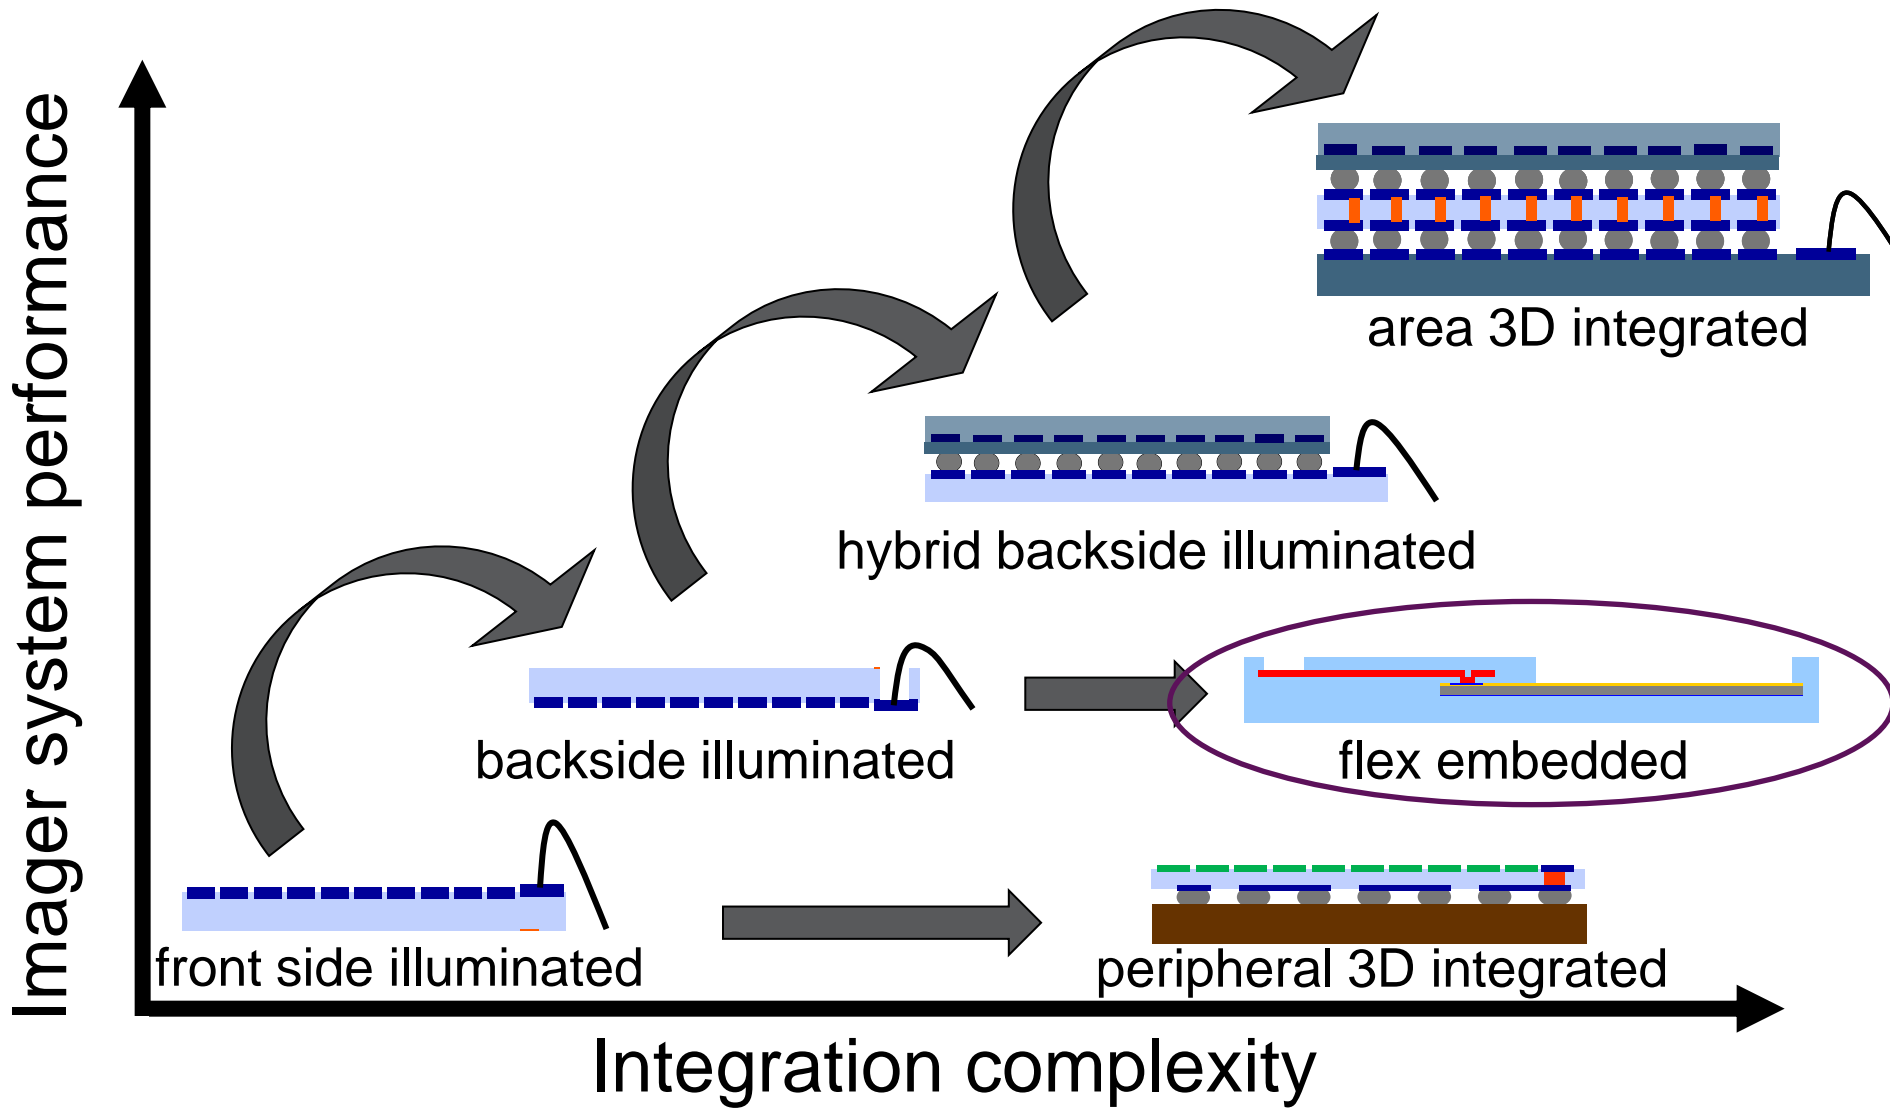 Imager system performance
area 3D integrated
hybrid backside illuminated
backside illuminated
flex embedded
front side illuminated
peripheral 3D integrated
Integration complexity